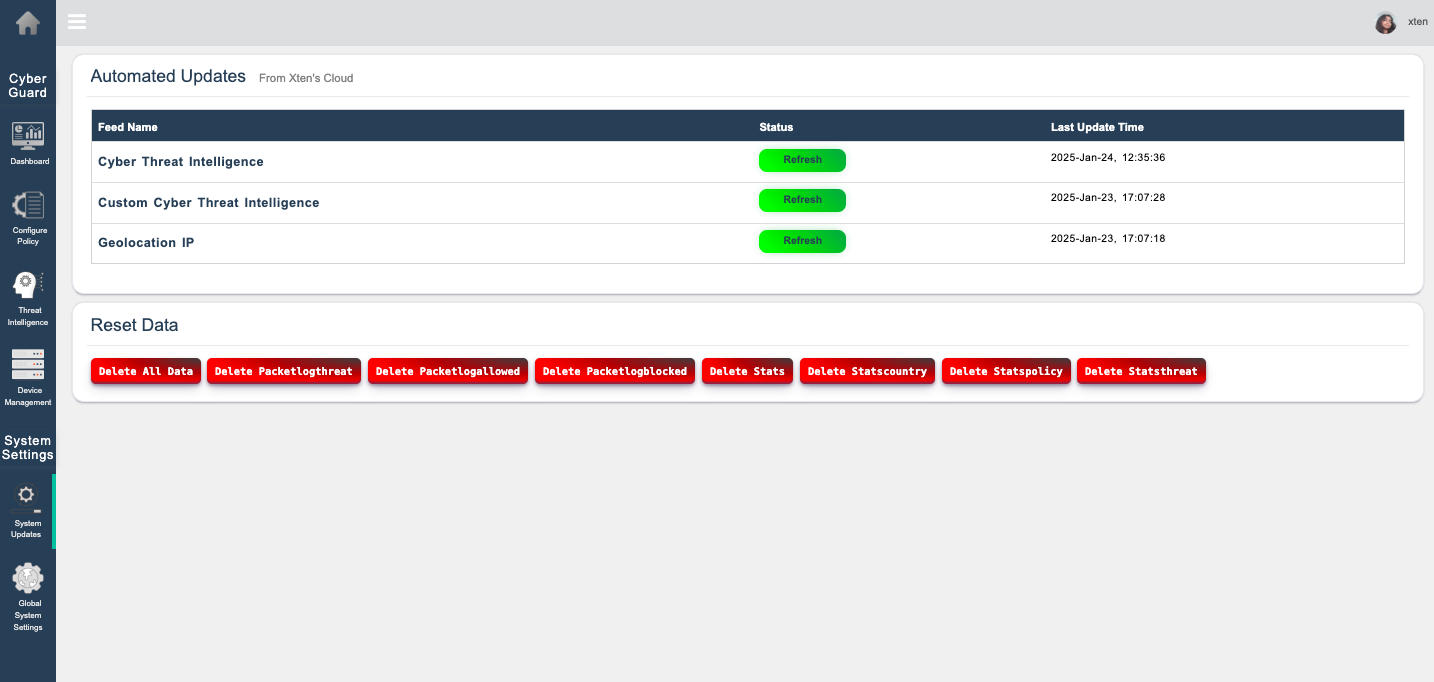 xten
Cyber
Guard
Dashboard
Configure
Policy
Threat
Intelligence
Device
Management
System
Settings
System
Updates
Global
System
Settings
Automated Updates From Xten's Cloud
Feed Name Status Last Update Time
Cyber Threat Intelligence Refresh 2025-Jan-24, 12:35:36
Custom Cyber Threat Intelligence Refresh 2025-Jan-23, 17:07:28
Geolocation IP Refresh 2025-Jan-23, 17:07:18
Reset Data
Delete All Data Delete Packetlogthreat Delete Packetlogallowed Delete Packetlogblocked Delete Stats Delete Statscountry Delete Statspolicy Delete Statsthreat